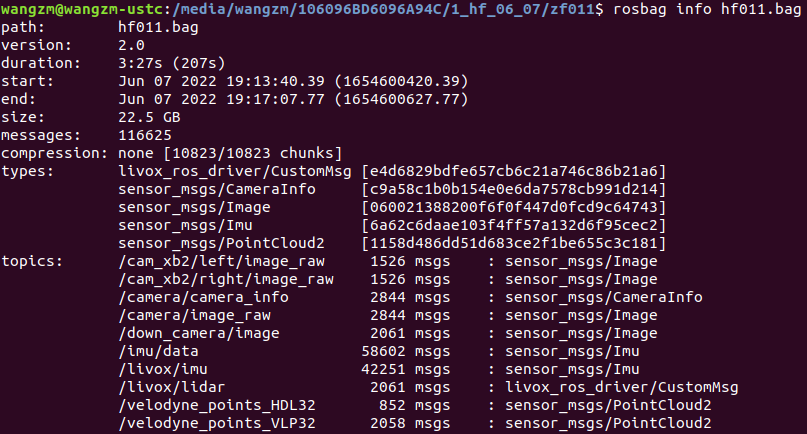 wangzm@wangzm-ustc:/media/wangzm/106096BD6096A94C/1_hf_06_07/zf011$ rosbag info hf011.bag
path: hf011.bag
version: 2.0
duration: 3:27s (207s)
start: Jun 07 2022 19:13:40.39 (1654600420.39)
end: Jun 07 2022 19:17:07.77 (1654600627.77)
size: 22.5 GB
messages: 116625
compression: none [10823/10823 chunks]
types: livox_ros_driver/CustomMsg [e4d6829bdfe657cb6c21a746c86b21a6]
sensor_msgs/CameraInfo [c9a58c1b0b154e0e6da7578cb991d214]
sensor_msgs/Image [060021388200f6f0f447d0fcd9c64743]
sensor_msgs/Imu [6a62c6daae103f4ff57a132d6f95cec2]
sensor_msgs/PointCloud2 [1158d486dd51d683ce2f1be655c3c181]
topics: /cam_xb2/left/image_raw 1526 msgs : sensor_msgs/Image
/cam_xb2/right/image_raw 1526 msgs : sensor_msgs/Image
/camera/camera_info 2844 msgs : sensor_msgs/CameraInfo
/camera/image_raw 2844 msgs : sensor_msgs/Image
/down_camera/image 2061 msgs : sensor_msgs/Image
/imu/data 58602 msgs : sensor_msgs/Imu
/livox/imu 42251 msgs : sensor_msgs/Imu
/livox/lidar 2061 msgs : livox_ros_driver/CustomMsg
/velodyne_points_HDL32 852 msgs : sensor_msgs/PointCloud2
/velodyne_points_VLP32 2058 msgs : sensor_msgs/PointCloud2